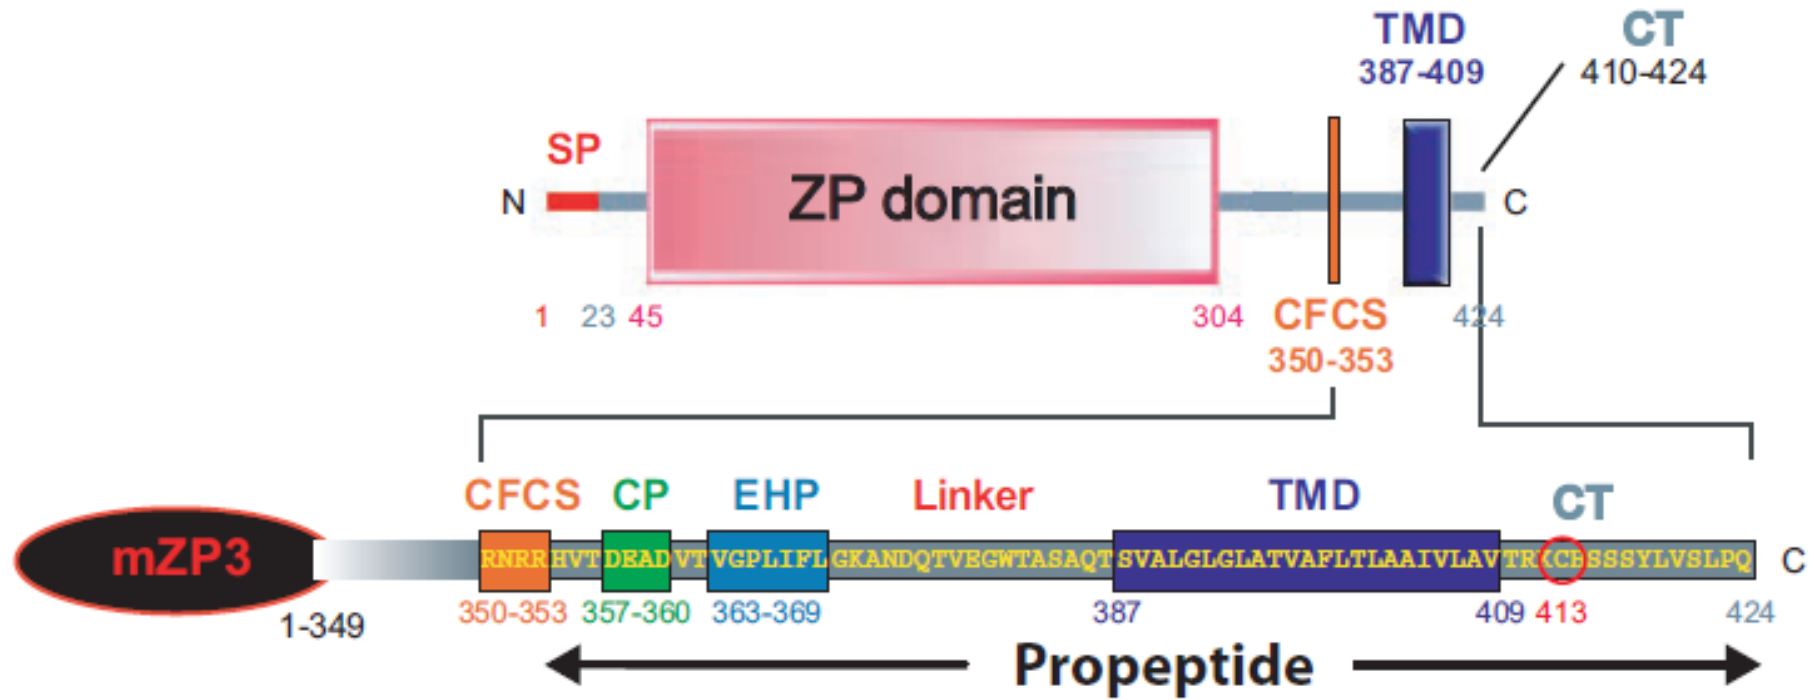 TMD CT
387-409 410-424
SP
N ZP domain C
1 23 45 304 CFCS 424
350-353
CFCS CP EHP Linker TMD CT
mZP3 RNRR HVT DEAD VT VGPLIFL GKANDQTVEGWTASAQT SVALGLGLATVAFLTLAAIVLAV TRKCHSSSYLVSLPQ C
1-349 350-353 357-360 363-369 387 409 413 424
Propeptide